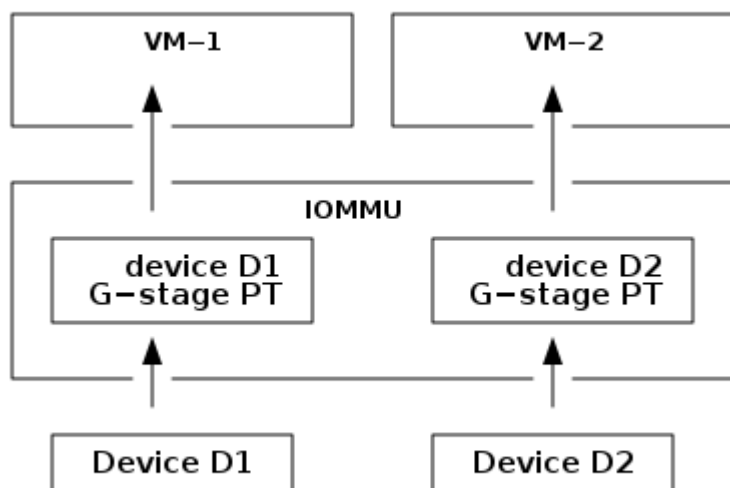 VM−1
VM−2
IOMMU
device D1
G−stage PT
device D2
G−stage PT
Device D1
Device D2